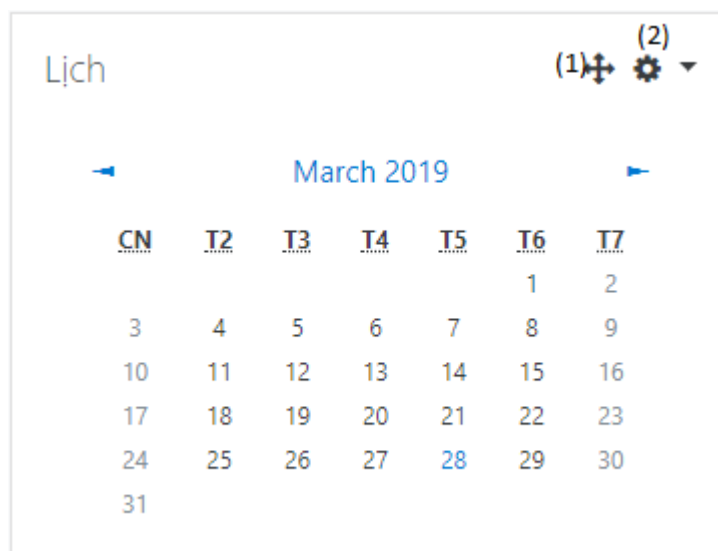 (2)
Lịch (1)
March 2019
CN T2 T3 T4 T5 T6 T7
1 2
3 4 5 6 7 8 9
10 11 12 13 14 15 16
17 18 19 20 21 22 23
24 25 26 27 28 29 30
31